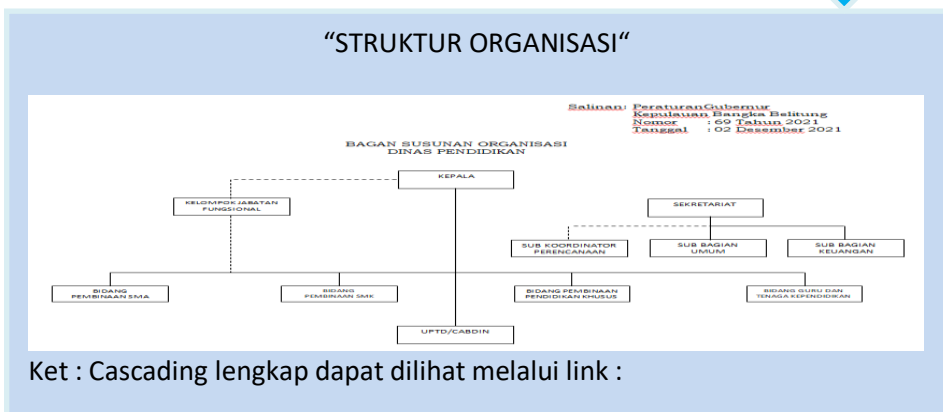 “STRUKTUR ORGANISASI“
Salinan: PeraturanGubernur
Kepulauan Bangka Belitung
Nomor : 69 Tahun 2021
Tanggal : 02 Desember 2021
BAGAN SUSUNAN ORGANISASI
DINAS PENDIDIKAN
KEPALA
KELOMPOK JABATAN
FUNGSIONAL
SEKRETARIAT
SUB KOORDINATOR
PERENCANAAN
SUB BAGIAN
UMUM
SUB BAGIAN
KEUANGAN
BIDANG
PEMBINAAN SMA
BIDANG
PEMBINAAN SMK
BIDANG PEMBINAAN
PENDIDIKAN KHUSUS
BIDANG GURU DAN
TENAGA KEPENDIDIKAN
UPTD/CABDIN
Ket : Cascading lengkap dapat dilihat melalui link :